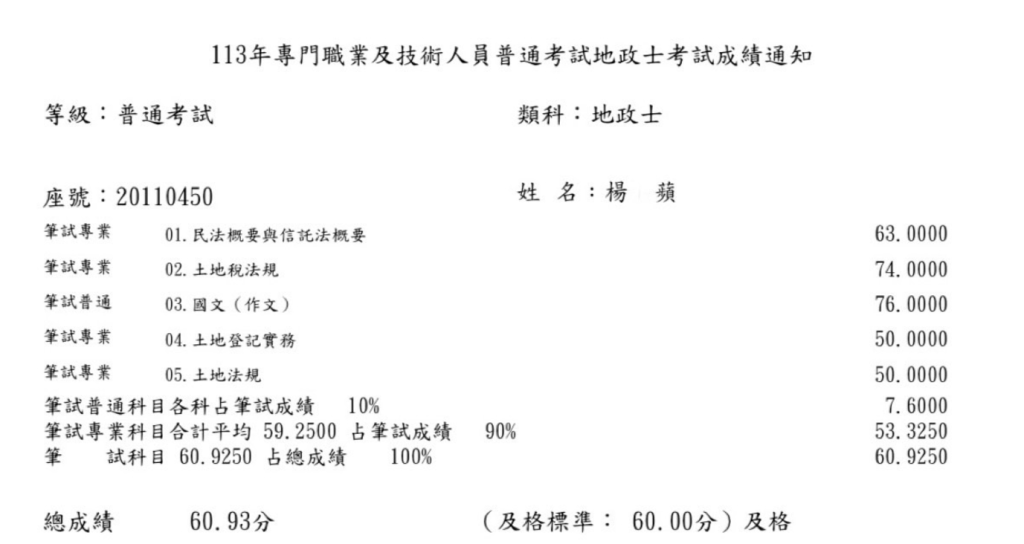 113年專門職業及技術人員普通考試地政士考試成績通知
等級：普通考試 類科：地政士
座號：20110450 姓 名：楊 蘋
筆試專業 01.民法概要與信託法概要 63.0000
筆試專業 02.土地稅法規 74.0000
筆試普通 03.國文（作文） 76.0000
筆試專業 04.土地登記實務 50.0000
筆試專業 05.土地法規 50.0000
筆試普通科目各科占筆試成績 10% 7.6000
筆試專業科目合計平均 59.2500 占筆試成績 90% 53.3250
筆 試科目 60.9250 占總成績 100% 60.9250
總成績 60.93分 （及格標準： 60.00分）及格